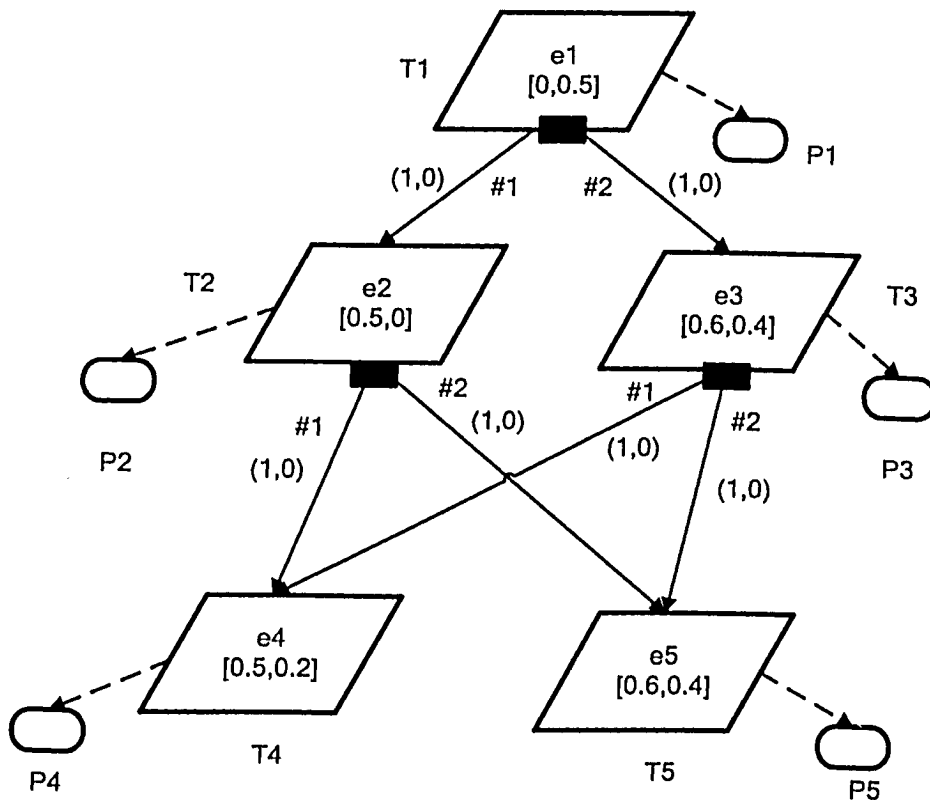 e1
T1
[0,0.5]
P1
(1,0)
#1
#2
(1,0)
T2
e2
[0.5,0]
e3
[0.6,0.4]
T3
#2
#1
#1
(1,0)
#2
(1,0)
(1,0)
(1,0)
P2
P3
e4
[0.5,0.2]
e5
[0.6,0.4]
P4
T4
T5
P5